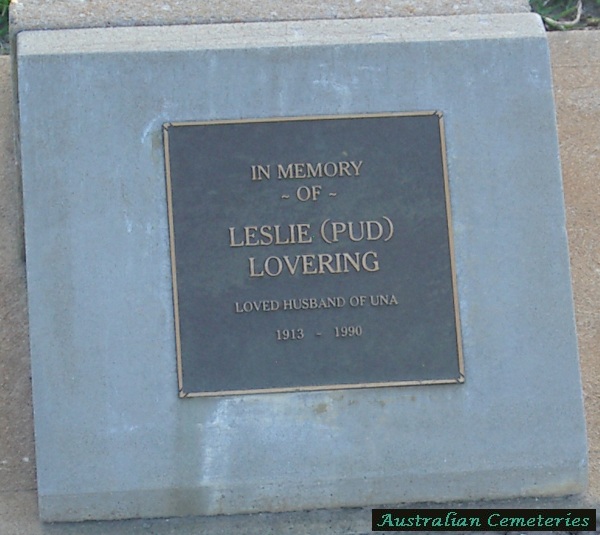 IN MEMORY
~ OF ~
LESLIE (PUD)
LOVERING
LOVED HUSBAND OF UNA
1913 - 1990
Australian Cemeteries